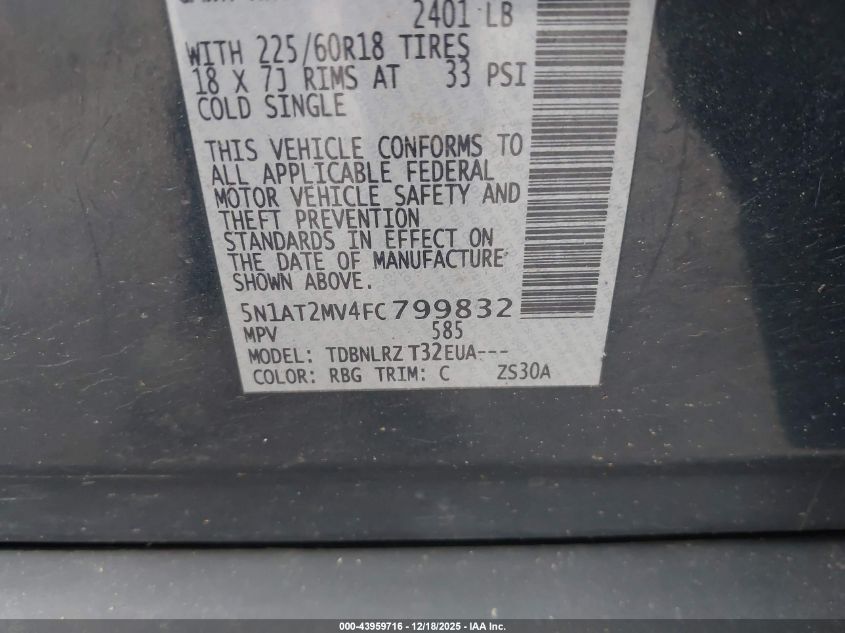 2401 LB
WITH 225/60R18 TIRES
18 X 7J RIMS AT 33 PSI
COLD SINGLE
THIS VEHICLE CONFORMS TO
ALL APPLICABLE FEDERAL
MOTOR VEHICLE SAFETY AND
THEFT PREVENTION
STANDARDS IN EFFECT ON
THE DATE OF MANUFACTURE
SHOWN ABOVE.
5N1AT2MV4FC799832
MPV 585
MODEL: TDBNLRZ T32EUA---
COLOR: RBG TRIM: C ZS30A
000-43959716 - 12/18/2025 - IAA Inc.